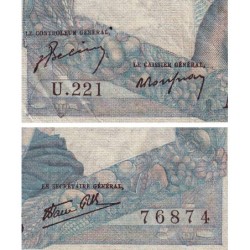 LE CONTROLEUR GÉNÉRAL,
LE CAISSIER GÉNÉRAL,
U.221
LE SECRÉTAIRE GÉNÉRAL,
76874